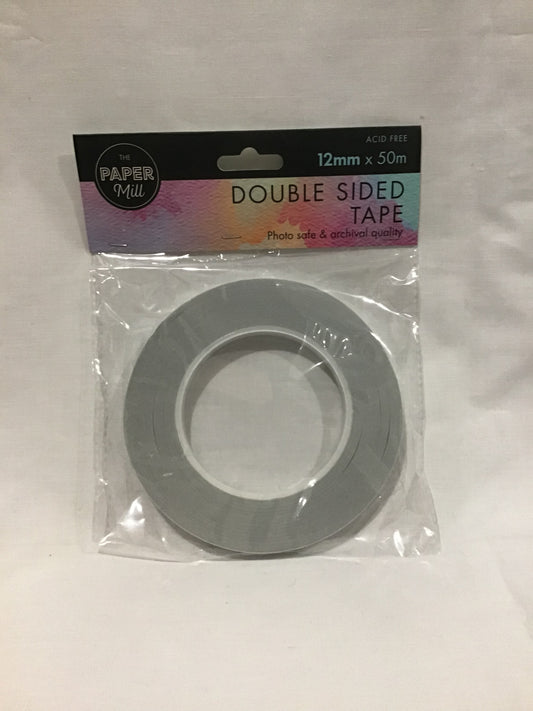 THE
PAPER
Mill
ACID FREE
12mm x 50m
DOUBLE SIDED
TAPE
Photo safe & archival quality